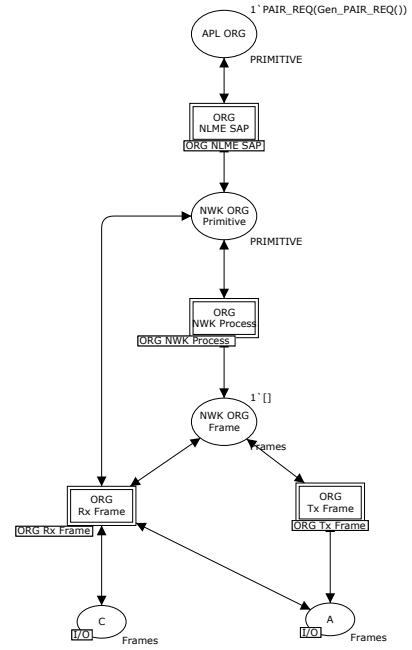 1`PAIR_REQ(Gen_PAIR_REQ())
APL ORG
PRIMITIVE
ORG
NLME SAP
ORG NLME SAP
NWK ORG
Primitive
PRIMITIVE
ORG
NWK Process
ORG NWK Process
1`[]
NWK ORG
Frame
Frames
ORG
Rx Frame
ORG Rx Frame
ORG
Tx Frame
ORG Tx Frame
C
I/O
Frames
A
I/O
Frames